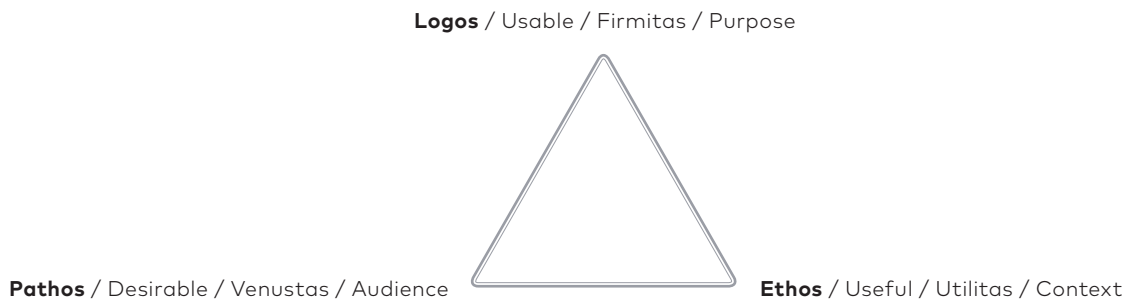 Logos / Usable / Firmitas / Purpose
Pathos / Desirable / Venustas / Audience
Ethos / Useful / Utilitas / Context